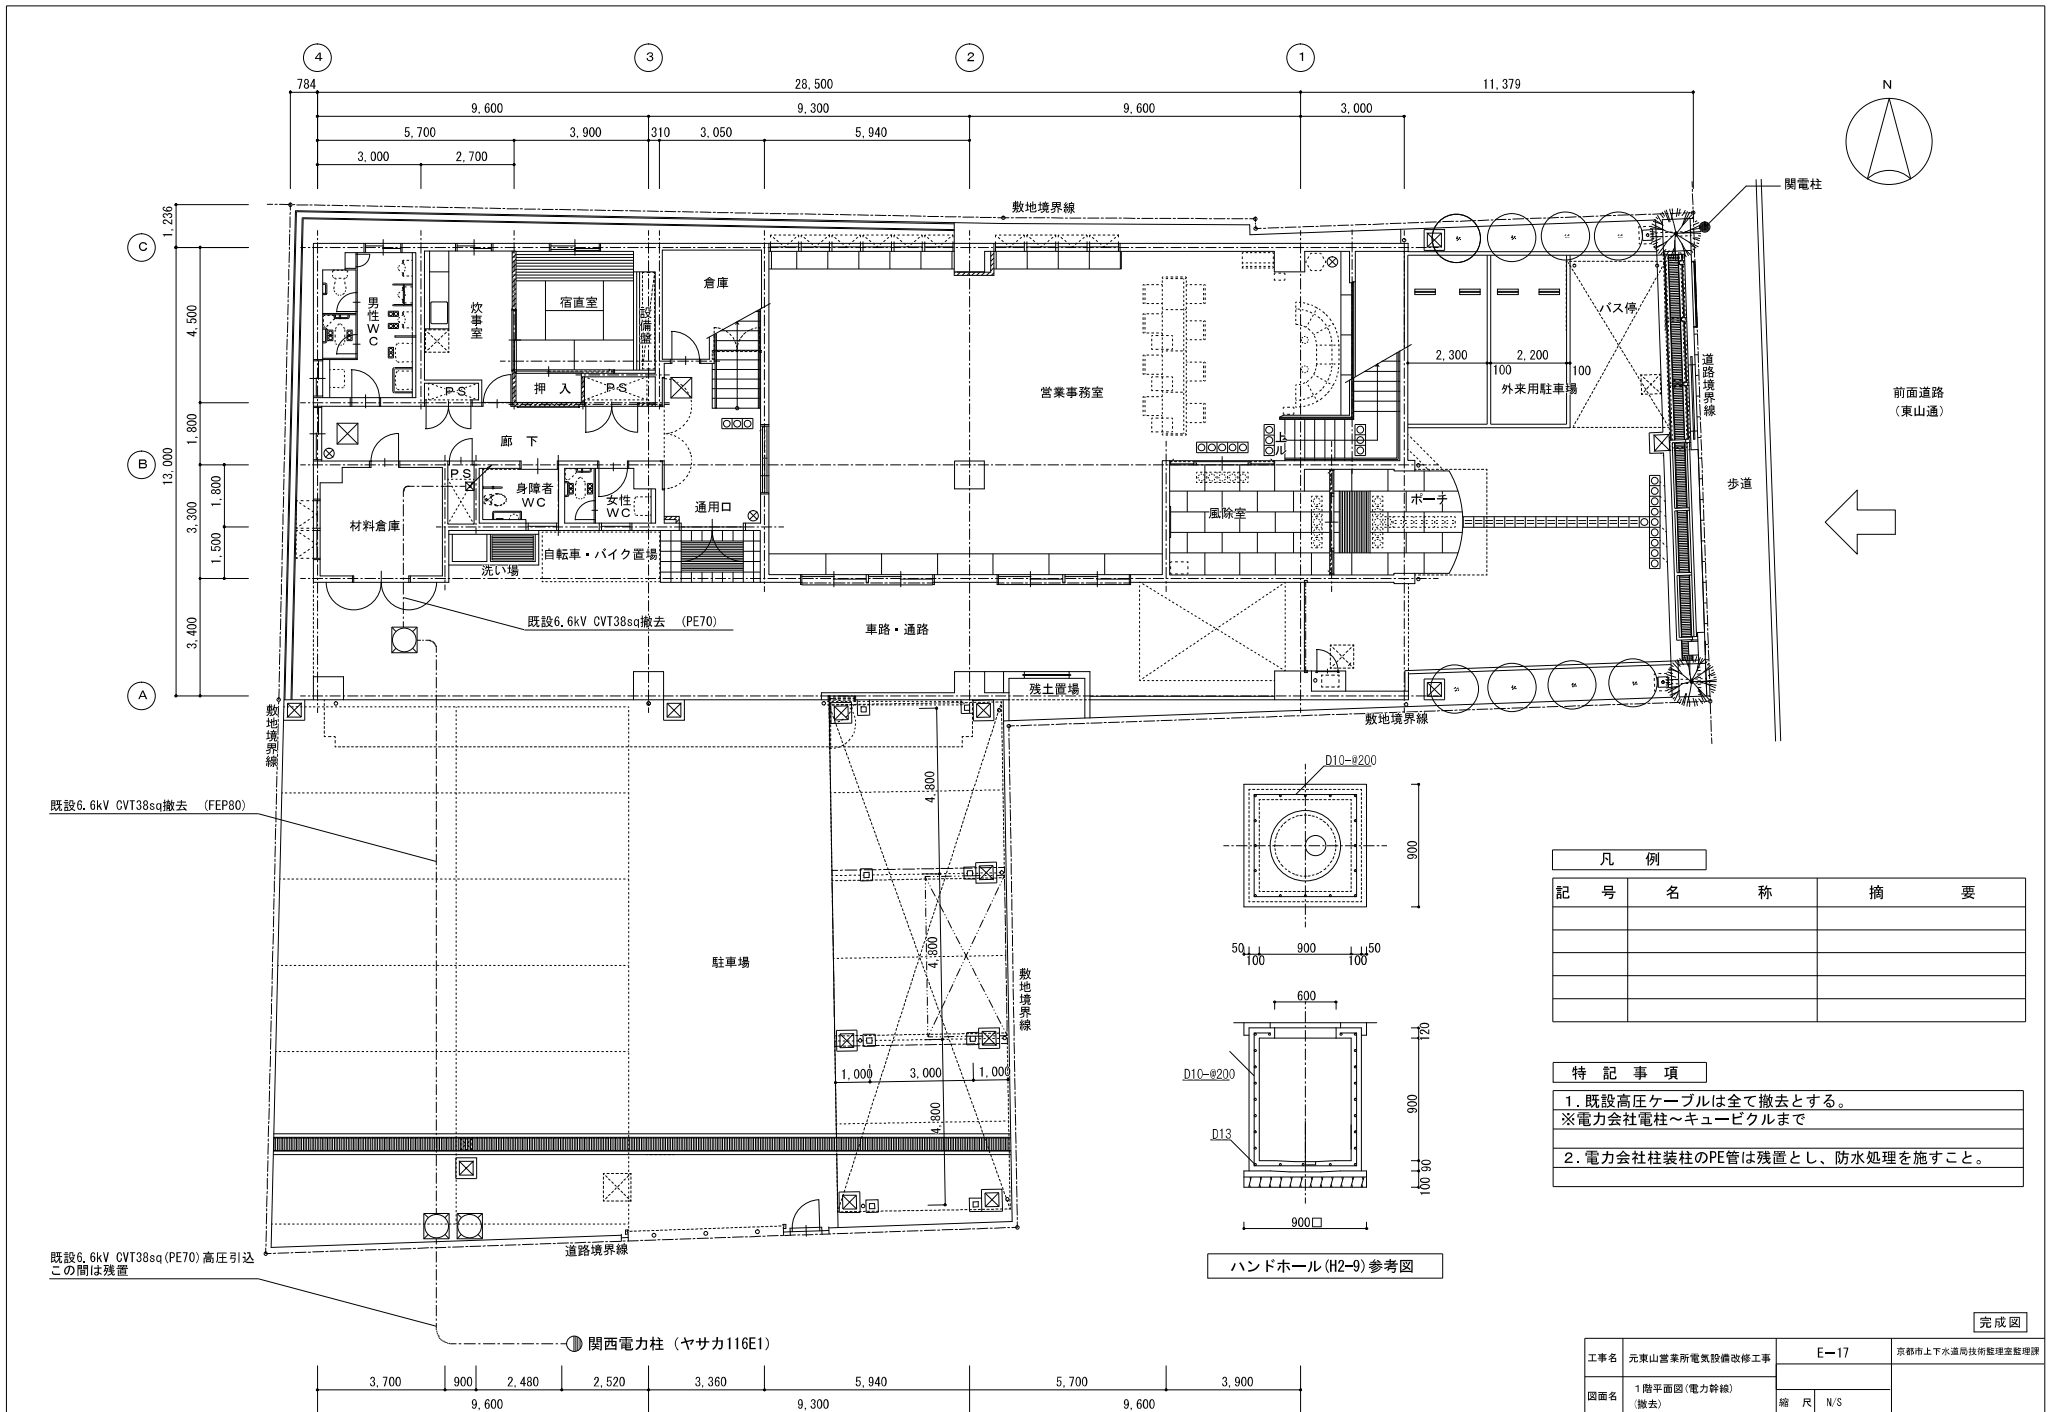 4
3
2
1
784
28,500
11,379
9,600
9,300
9,600
3,000
5,700
3,900
310
3,050
5,940
3,000
2,700
N
関電柱
敷地境界線
1,236
C
4,500
1,800
B
13,000
1,800
3,300
1,500
3,400
A
男性WC
炊事室
宿直室
設備盤
倉庫
PS
押 入
PS
廊 下
営業事務室
上ル
2,300
2,200
100
100
外来用駐車場
バス停
道路境界線
前面道路
(東山通)
歩道
PS
身障者
WC
女性
WC
通用口
材料倉庫
自転車・バイク置場
洗い場
風除室
ポーチ
既設6.6kV CVT38sq撤去 (PE70)
車路・通路
残土置場
敷地境界線
敷地境界線
既設6.6kV CVT38sq撤去 (FEP80)
駐車場
4,800
4,800
4,800
1,000
3,000
1,000
敷地境界線
道路境界線
既設6.6kV CVT38sq(PE70)高圧引込
この間は残置
関西電力柱 (ヤサカ116E1)
3,700
900
2,480
2,520
3,360
5,940
5,700
3,900
9,600
9,300
9,600
D10-@200
900
50
100
900
100
50
600
120
D10-@200
900
D13
90
100
900□
ハンドホール(H2-9)参考図
凡 例
記 号
名 称
摘 要
特 記 事 項
1.既設高圧ケーブルは全て撤去とする。
※電力会社電柱～キュービクルまで
2.電力会社柱装柱のPE管は残置とし、防水処理を施すこと。
完成図
工事名
元東山営業所電気設備改修工事
E-17
京都市上下水道局技術監理室監理課
図面名
1階平面図(電力幹線)
(撤去)
縮 尺
N/S